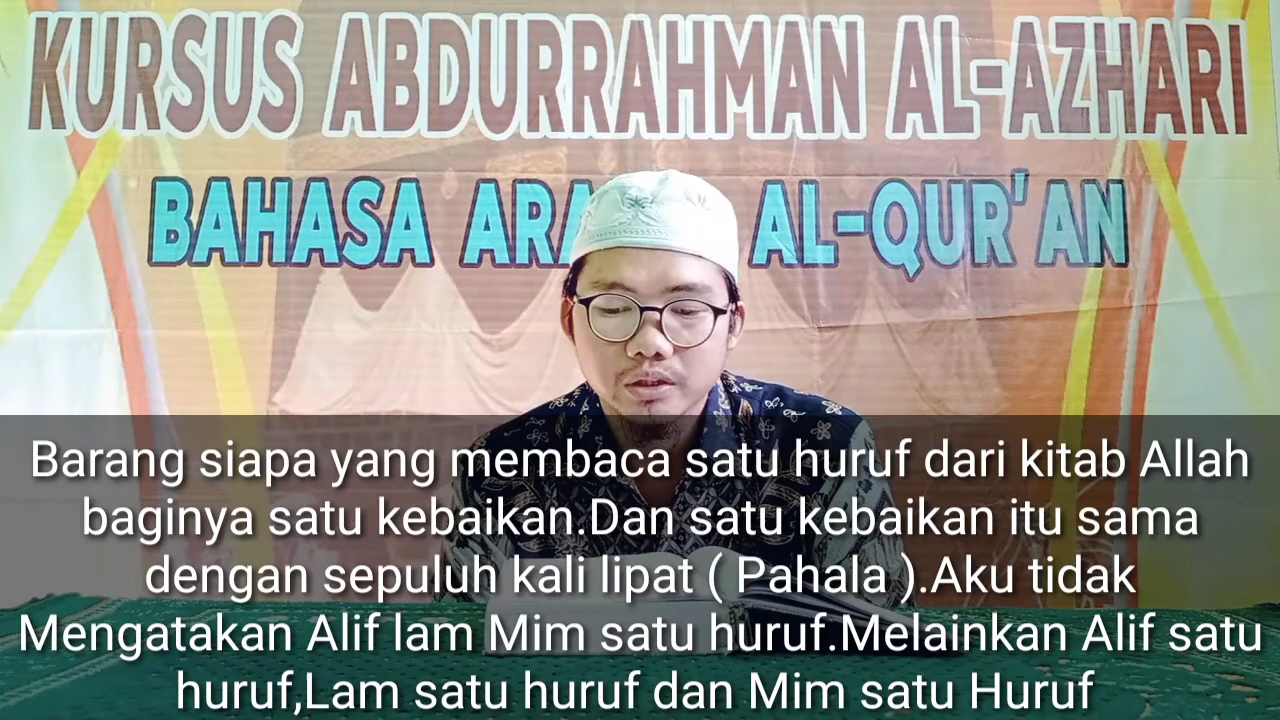 KURSUS ABDURRAHMAN AL-AZHARI
BAHASA ARA AL-QUR'AN
Barang siapa yang membaca satu huruf dari kitab Allah
baginya satu kebaikan.Dan satu kebaikan itu sama
dengan sepuluh kali lipat ( Pahala ).Aku tidak
Mengatakan Alif lam Mim satu huruf.Melainkan Alif satu
huruf,Lam satu huruf dan Mim satu Huruf